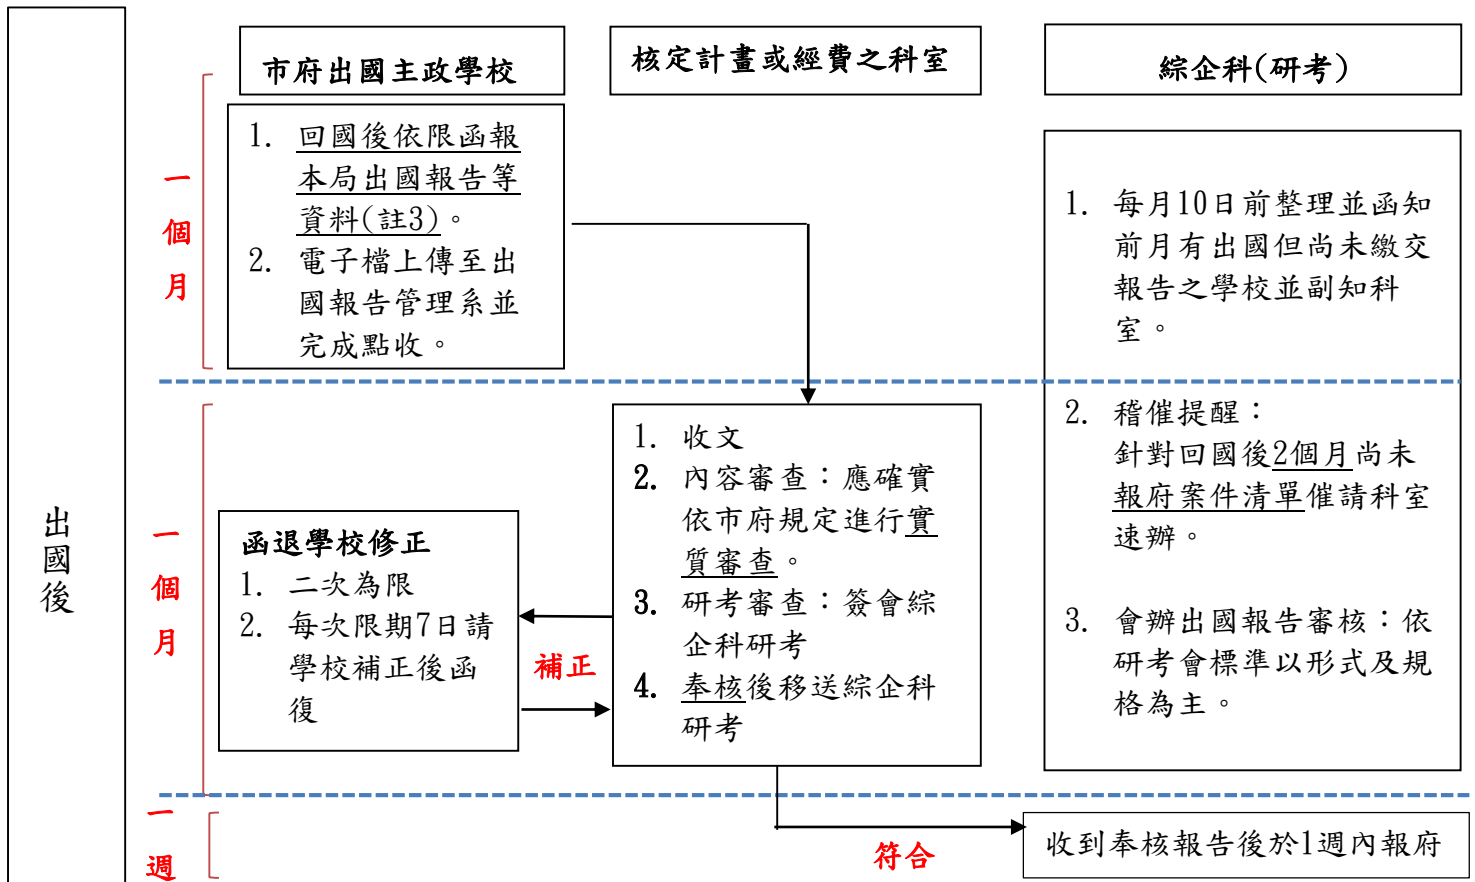 出國後
市府出國主政學校
核定計畫或經費之科室
綜企科(研考)
一個月
1. 回國後依限函報
本局出國報告等
資料(註3)。
2. 電子檔上傳至出
國報告管理系並
完成點收。
1. 每月10日前整理並函知
前月有出國但尚未繳交
報告之學校並副知科
室。
2. 稽催提醒：
針對回國後2個月尚未
報府案件清單催請科室
速辦。
3. 會辦出國報告審核：依
研考會標準以形式及規
格為主。
一個月
函退學校修正
1. 二次為限
2. 每次限期7日請
學校補正後函
復
補正
1. 收文
2. 內容審查：應確實
依市府規定進行實
質審查。
3. 研考審查：簽會綜
企科研考
4. 奉核後移送綜企科
研考
一週
符合
收到奉核報告後於1週內報府